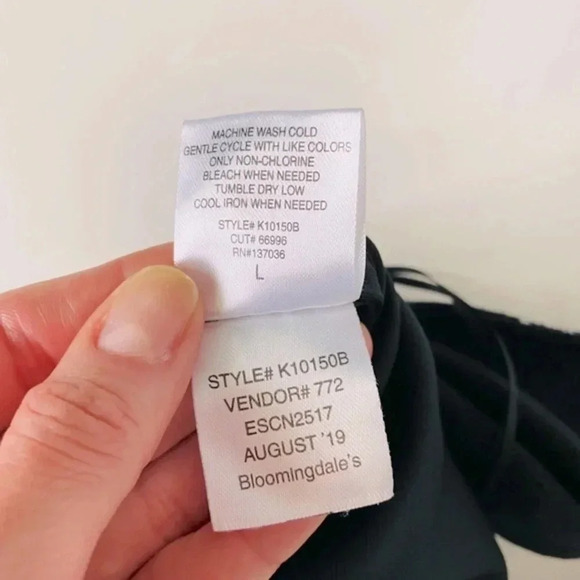 MACHINE WASH COLD
GENTLE CYCLE WITH LIKE COLORS
ONLY NON-CHLORINE
BLEACH WHEN NEEDED
TUMBLE DRY LOW
COOL IRON WHEN NEEDED
STYLE# K10150B
CUT# 66996
RN#137036
L
STYLE# K10150B
VENDOR# 772
ESCN2517
AUGUST '19
Bloomingdale's